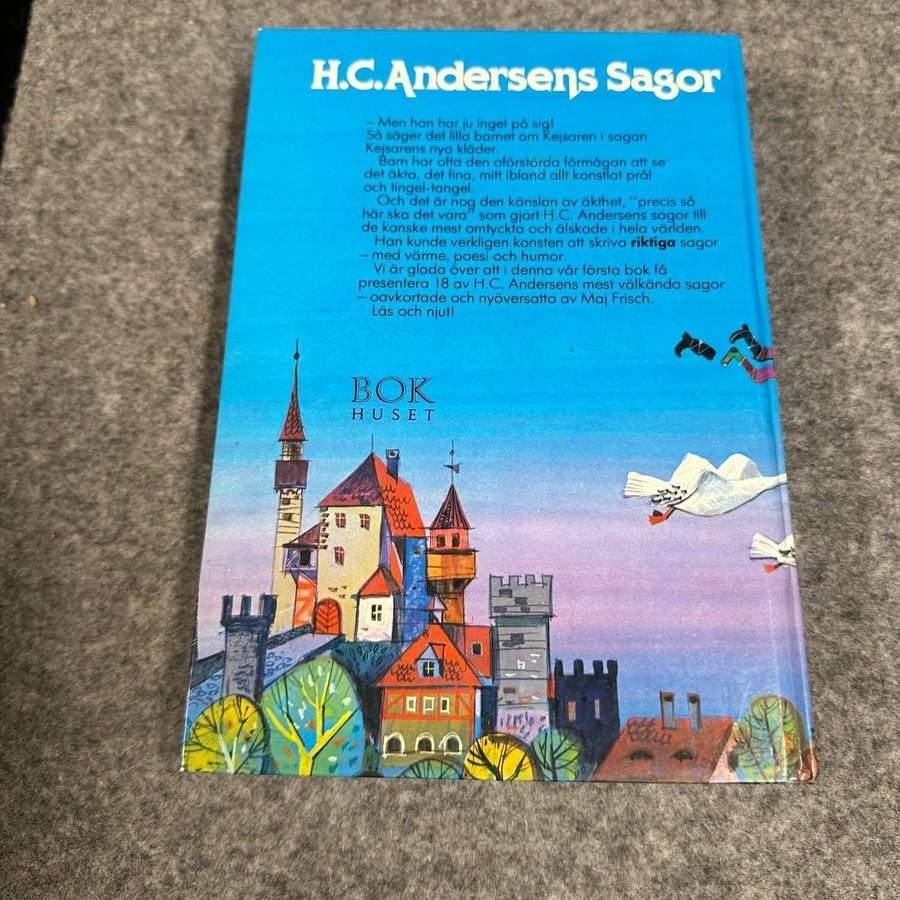 H.C. Andersens Sagor
– Men han har ju inget på sig!
Så säger det lilla barnet om Kejsaren i sagan
Kejsarens nya kläder.
Barn har ofta den oförstörda förmågan att se
det äkta, det fina, mitt ibland allt konstlat prål
och tingel-tangel.
Och det är nog den känslan av äkthet, "precis så
här ska det vara" som gjort H.C. Andersens sagor till
de kanske mest omtyckta och älskade i hela världen.
Han kunde verkligen konsten att skriva riktiga sagor
– med värme, poesi och humor.
Vi är glada över att i denna vår första bok få
presentera 18 av H.C. Andersens mest välkända sagor
– oavkortade och nyöversatta av Maj Frisch.
Läs och njut!
BOK
HUSET